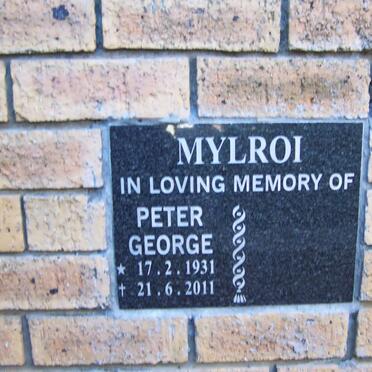 MYLROI
IN LOVING MEMORY OF
PETER
GEORGE
★ 17.2.1931
† 21.6.2011